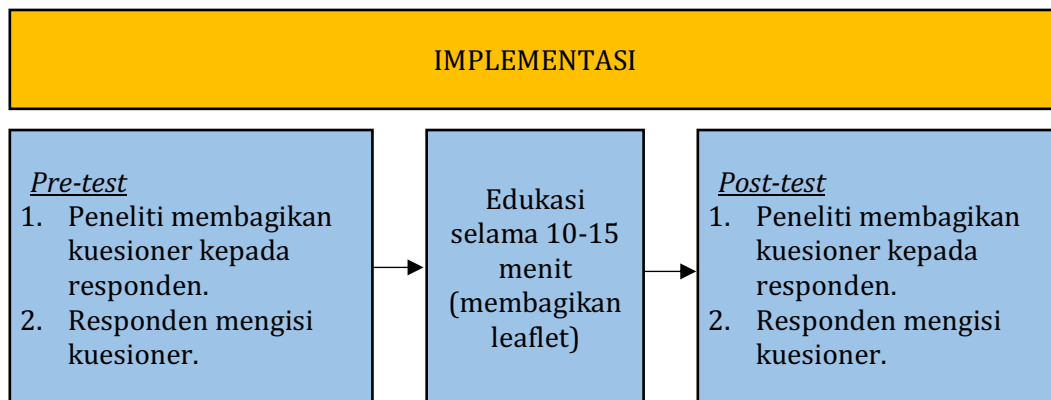 IMPLEMENTASI
Pre-test
1. Peneliti membagikan
kuesioner kepada
responden.
2. Responden mengisi
kuesioner.
Edukasi
selama 10-15
menit
(membagikan
leaflet)
Post-test
1. Peneliti membagikan
kuesioner kepada
responden.
2. Responden mengisi
kuesioner.